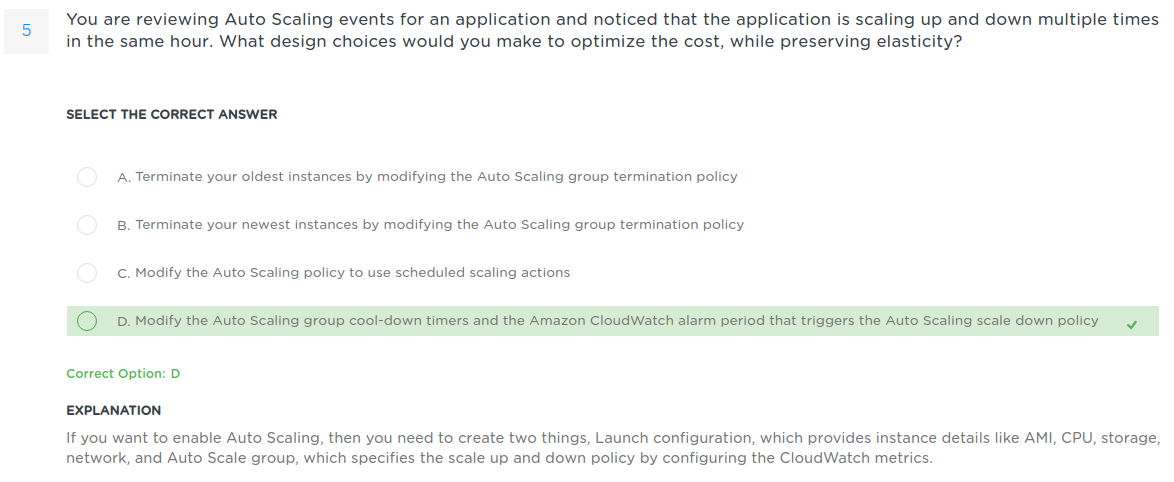 5
You are reviewing Auto Scaling events for an application and noticed that the application is scaling up and down multiple times
in the same hour. What design choices would you make to optimize the cost, while preserving elasticity?
SELECT THE CORRECT ANSWER
A. Terminate your oldest instances by modifying the Auto Scaling group termination policy
B. Terminate your newest instances by modifying the Auto Scaling group termination policy
C. Modify the Auto Scaling policy to use scheduled scaling actions
D. Modify the Auto Scaling group cool-down timers and the Amazon CloudWatch alarm period that triggers the Auto Scaling scale down policy
Correct Option: D
EXPLANATION
If you want to enable Auto Scaling, then you need to create two things, Launch configuration, which provides instance details like AMI, CPU, storage,
network, and Auto Scale group, which specifies the scale up and down policy by configuring the CloudWatch metrics.